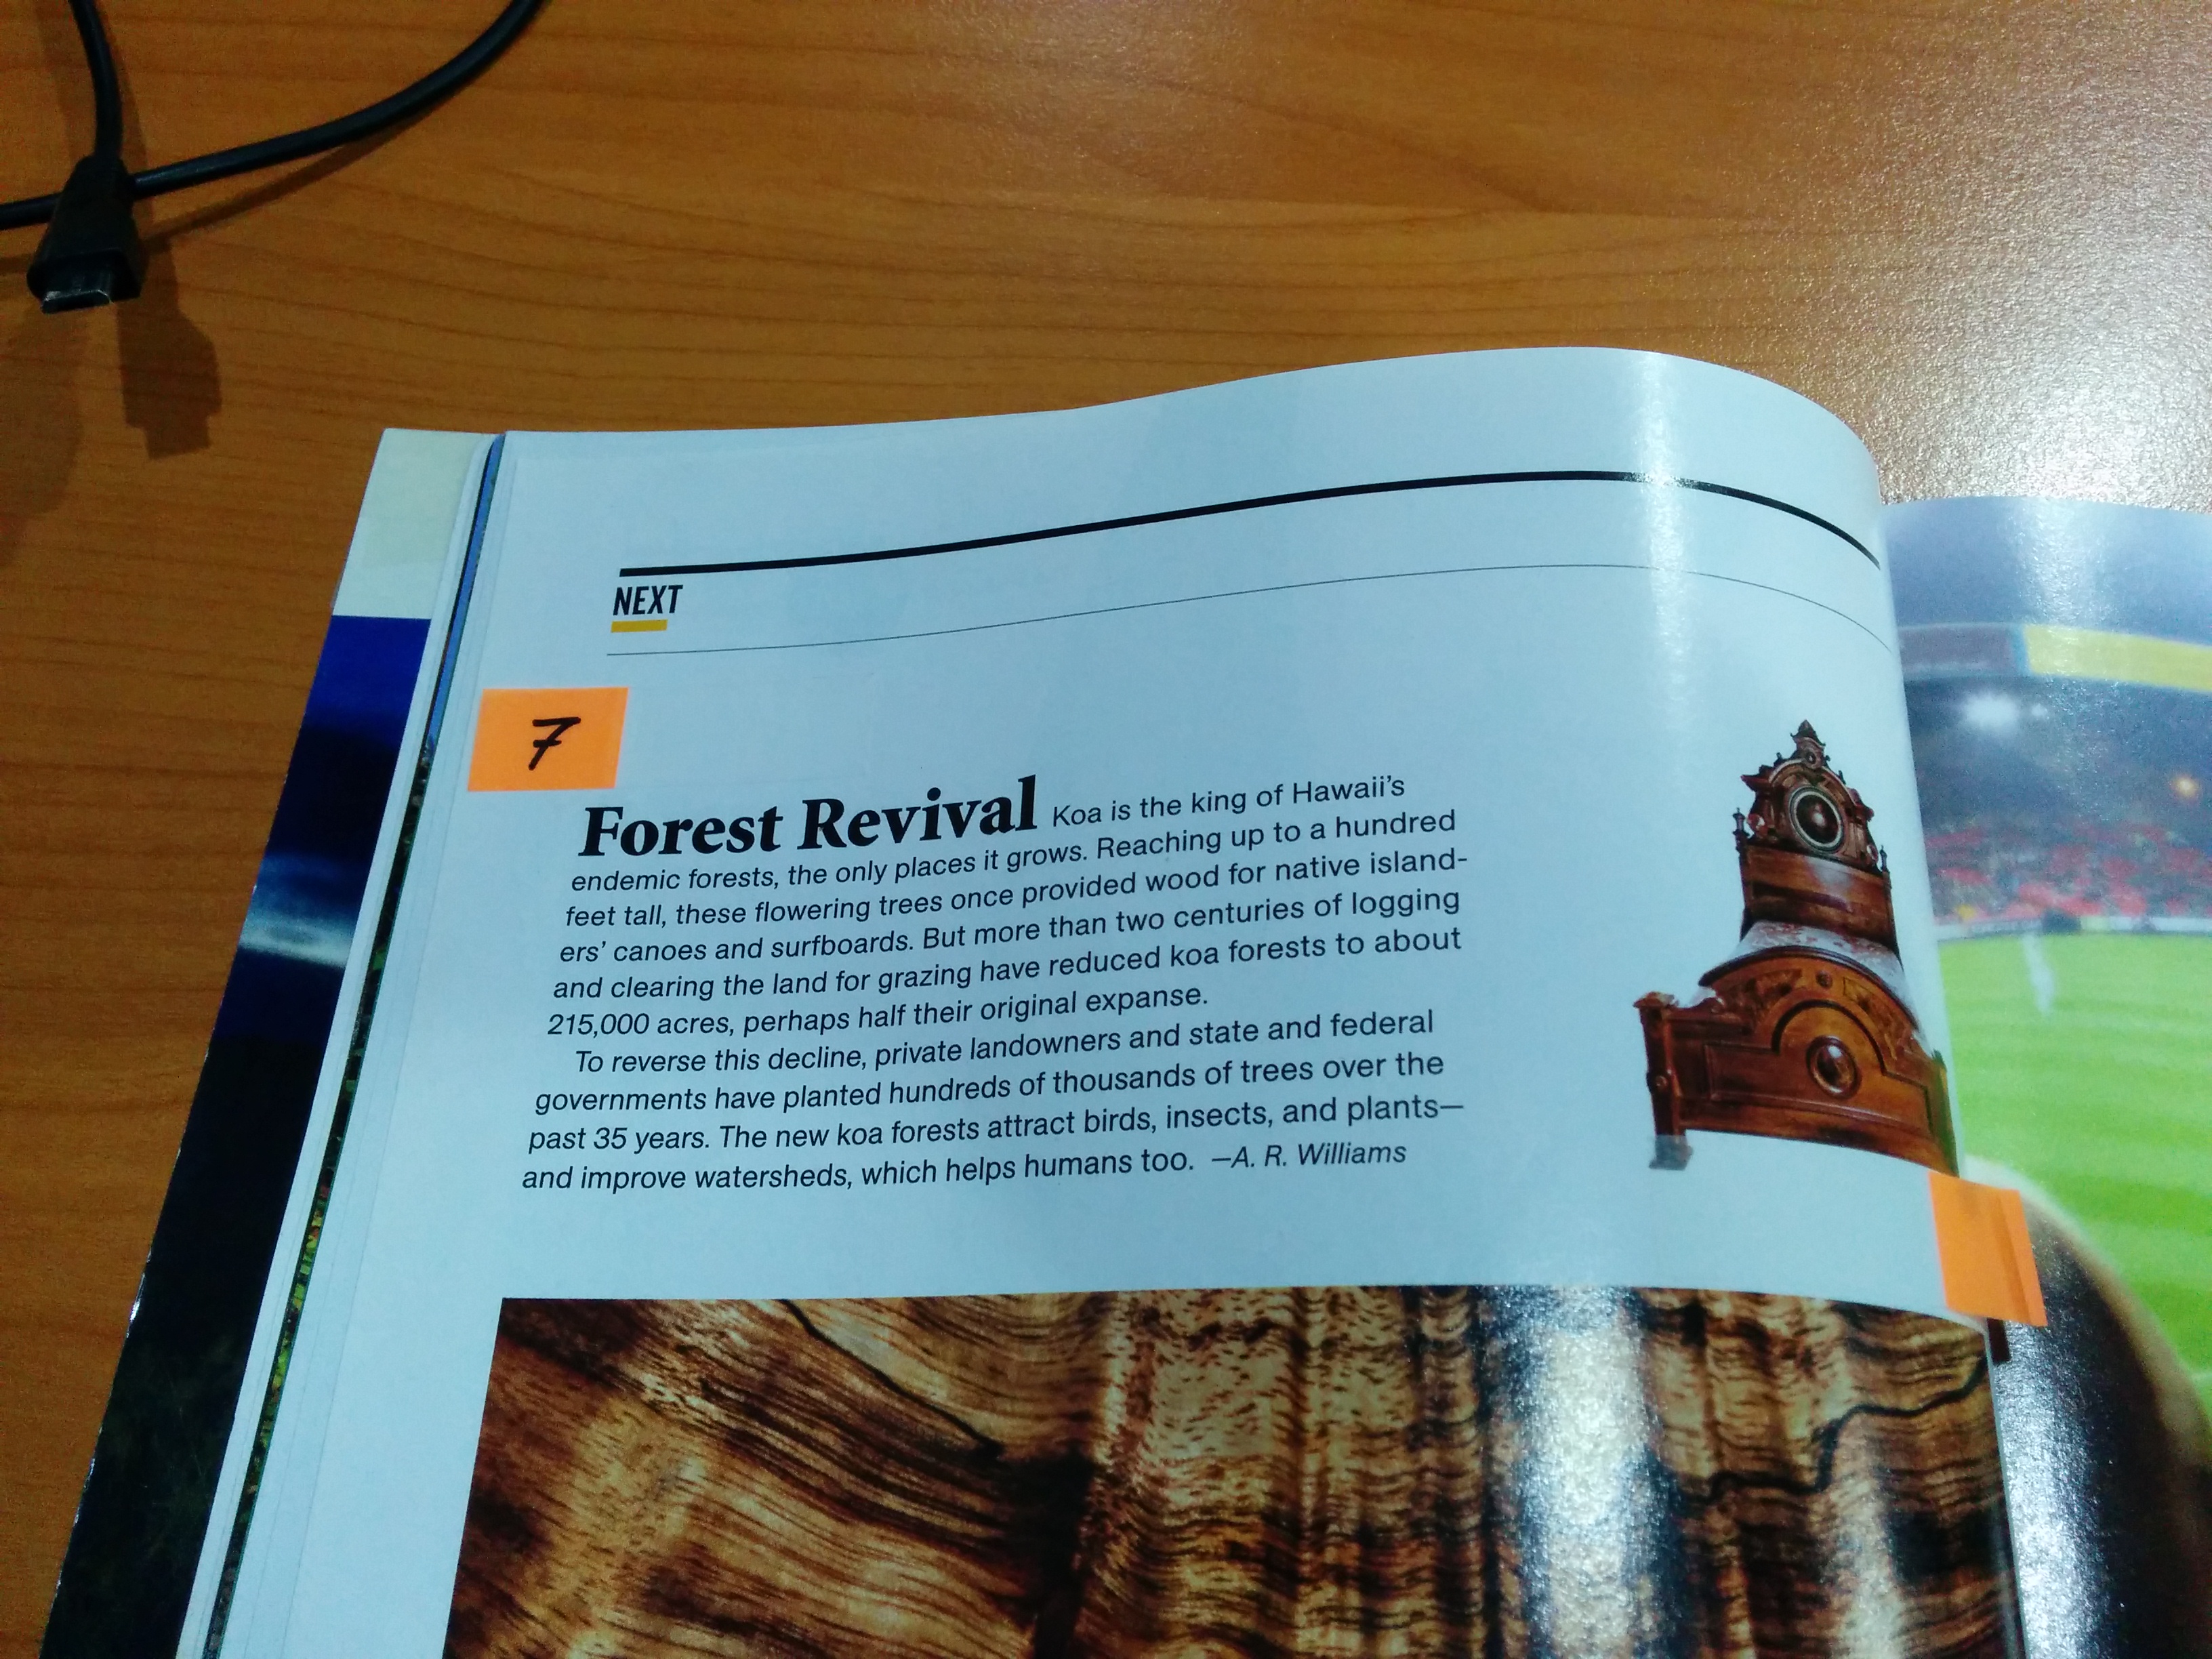 NEXT
7
Forest Revival Koa is the king of Hawaii's
endemic forests, the only places it grows. Reaching up to a hundred
feet tall, these flowering trees once provided wood for native island-
ers' canoes and surfboards. But more than two centuries of logging
and clearing the land for grazing have reduced koa forests to about
215,000 acres, perhaps half their original expanse.
To reverse this decline, private landowners and state and federal
governments have planted hundreds of thousands of trees over the
past 35 years. The new koa forests attract birds, insects, and plants—
and improve watersheds, which helps humans too. —A. R. Williams